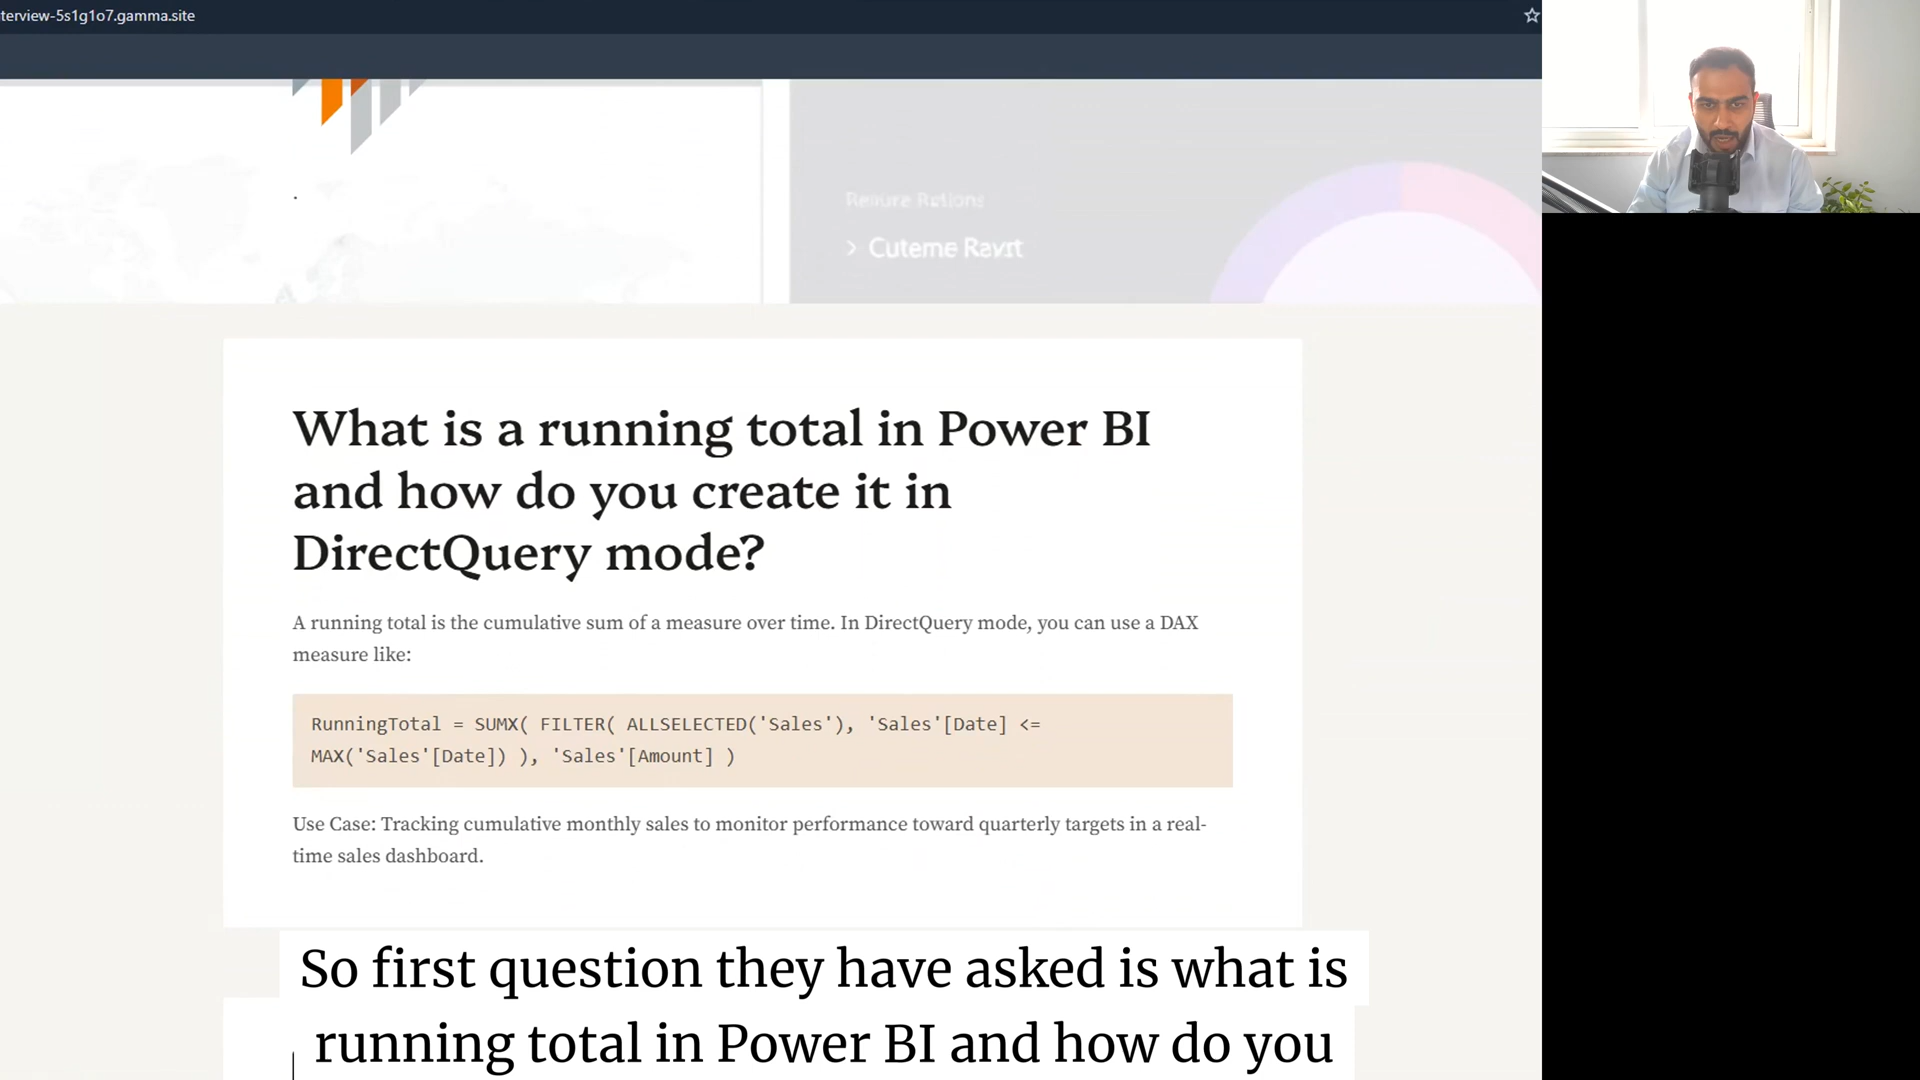 terview-5s1g1o7.gamma.site
Cuteme Ravrt
What is a running total in Power BI
and how do you create it in
DirectQuery mode?
A running total is the cumulative sum of a measure over time. In DirectQuery mode, you can use a DAX
measure like:
RunningTotal = SUMX( FILTER( ALLSELECTED('Sales'), 'Sales'[Date] <=
MAX('Sales'[Date]) ), 'Sales'[Amount] )
Use Case: Tracking cumulative monthly sales to monitor performance toward quarterly targets in a real-
time sales dashboard.
So first question they have asked is what is
running total in Power BI and how do you